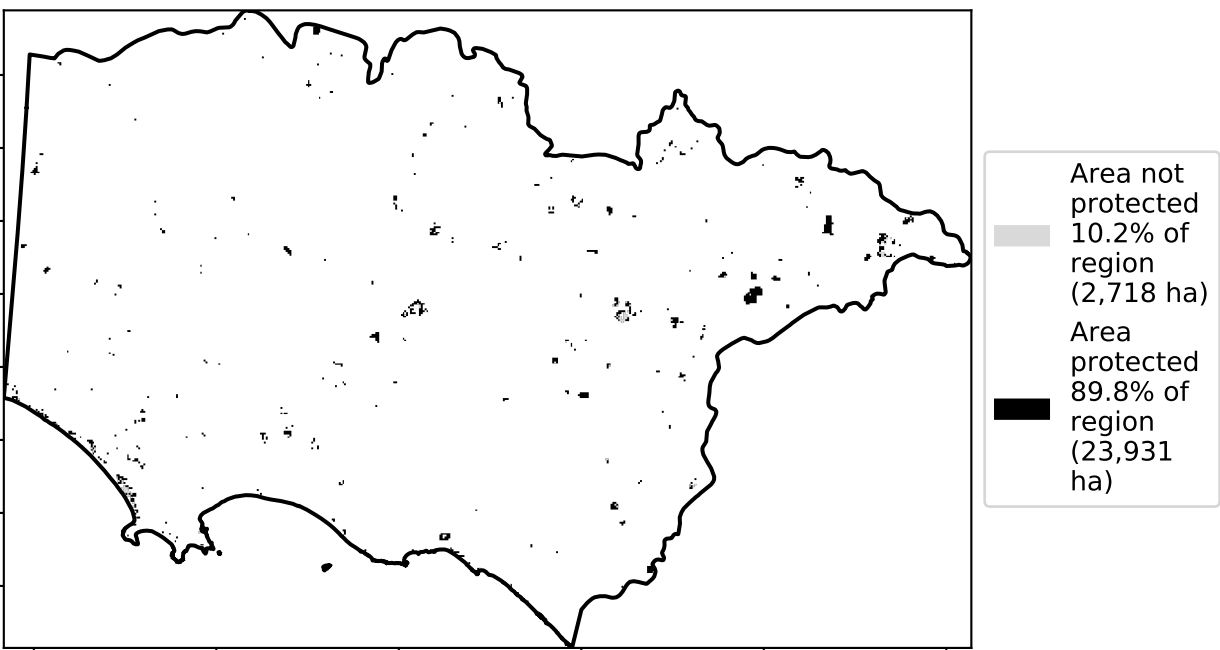 Area not
protected
10.2% of
region
(2,718 ha)
Area
protected
89.8% of
region
(23,931
ha)